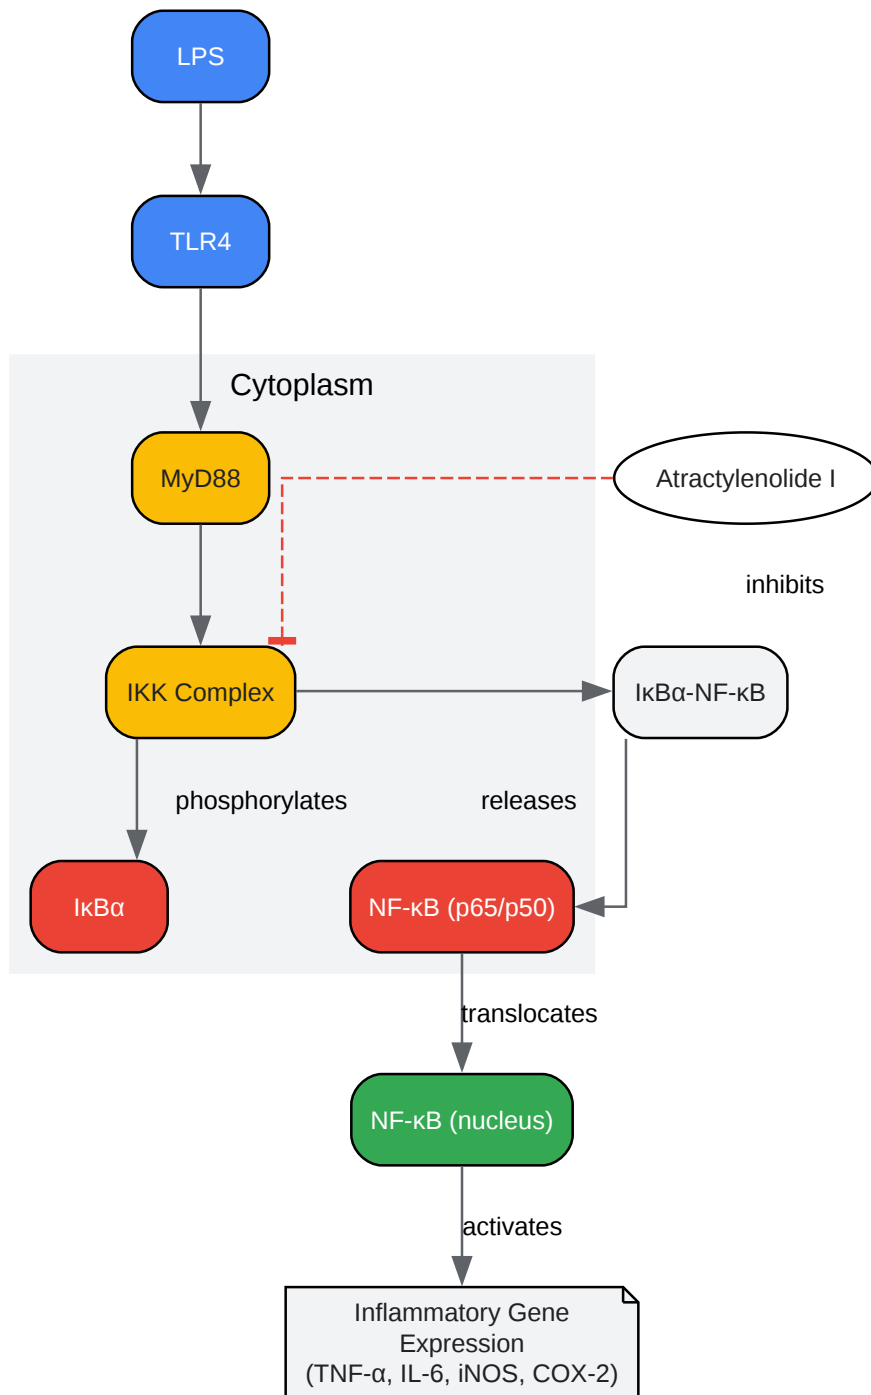 LPS
TLR4
Cytoplasm
MyD88
Atractylenolide I
inhibits
IKK Complex
IκBα-NF-κB
phosphorylates
releases
IκBα
NF-κB (p65/p50)
translocates
NF-κB (nucleus)
activates
Inflammatory Gene
Expression
(TNF-α, IL-6, iNOS, COX-2)